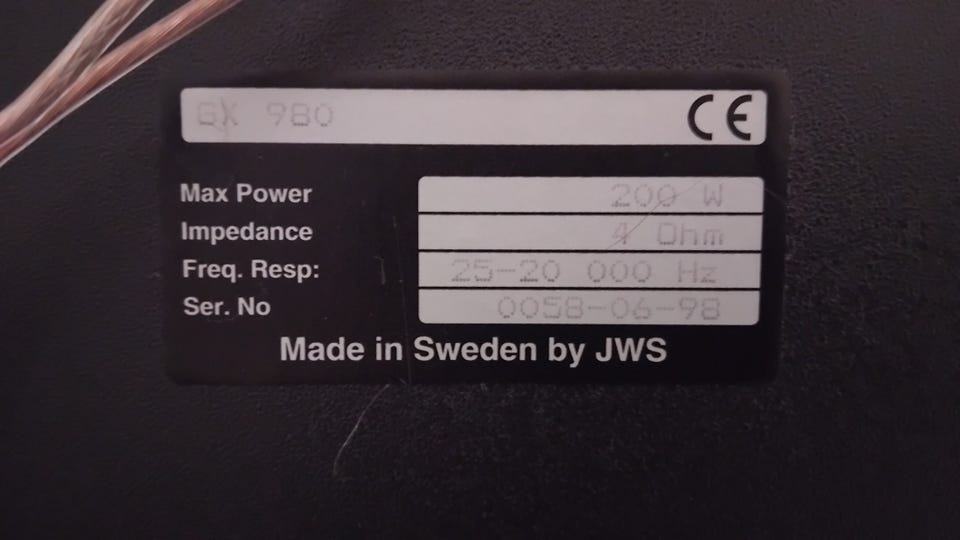 GX 980 CE
Max Power 200 W
Impedance 4 Ohm
Freq. Resp: 25-20 000 Hz
Ser. No 0058-06-98
Made in Sweden by JWS